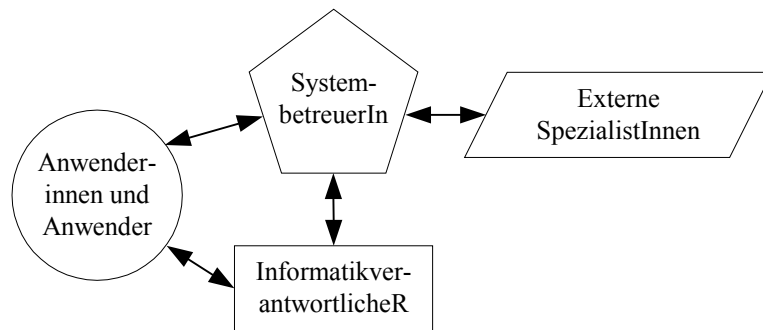 System-
betreuerIn
Externe
SpezialistInnen
Anwender-
innen und
Anwender
Informatikver-
antwortlicheR